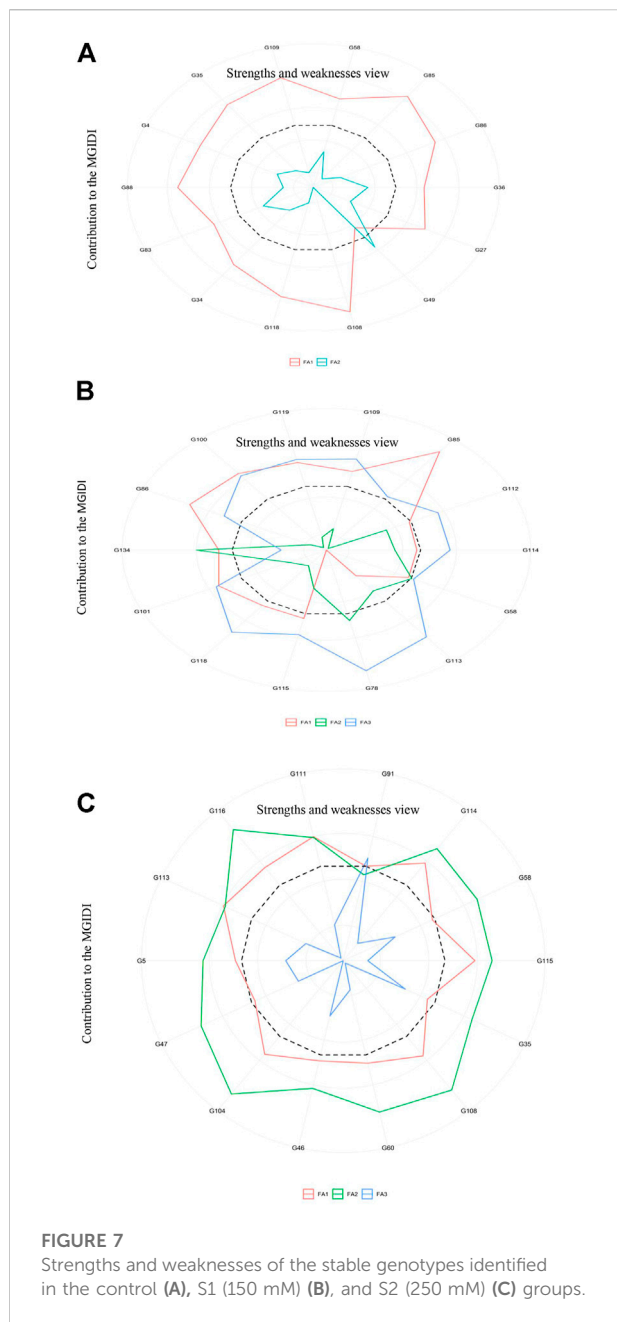 A
Strengths and weaknesses view
Contribution to the MGIDI
G109
G58
G35
G85
G4
G86
G88
G36
G83
G27
G34
G49
G118
G108
FA1 FA2
B
Strengths and weaknesses view
Contribution to the MGIDI
G119
G109
G100
G88
G86
G112
G134
G114
G101
G58
G118
G113
G115
G78
FA1 FA2 FA3
C
Strengths and weaknesses view
Contribution to the MGIDI
G111
G91
G116
G114
G113
G58
G5
G115
G47
G35
G104
G108
G46
G60
FA1 FA2 FA3
FIGURE 7
Strengths and weaknesses of the stable genotypes identified
in the control (A), S1 (150 mM) (B), and S2 (250 mM) (C) groups.